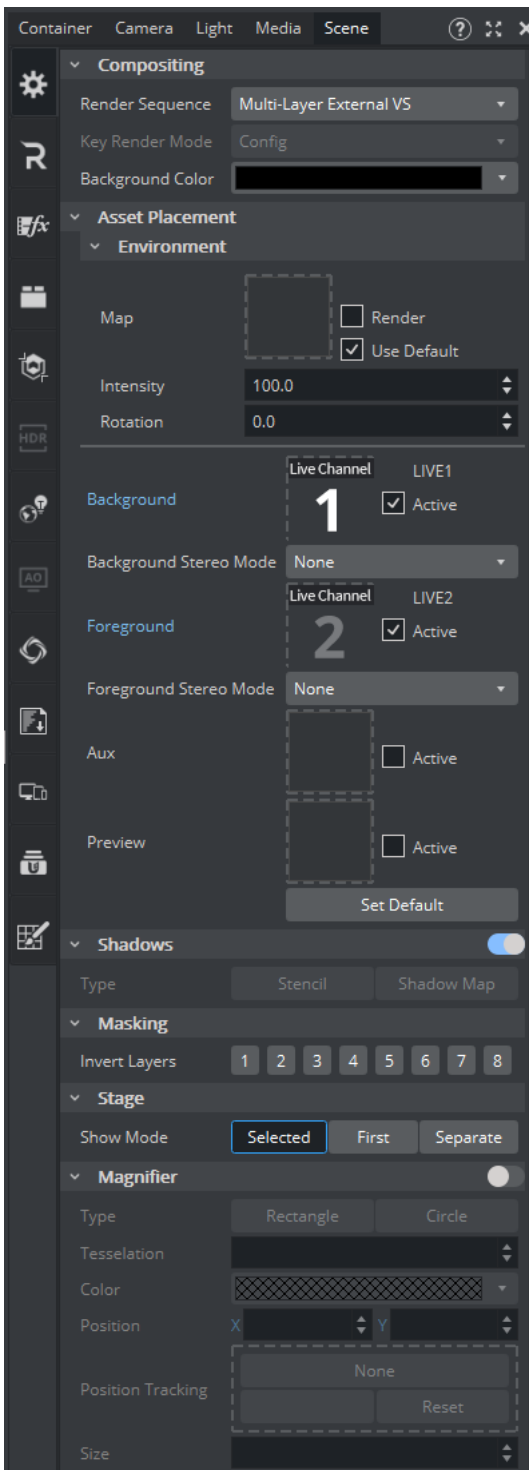 Container Camera Light Media Scene ?
Compositing
Render Sequence Multi-Layer External VS
Key Render Mode Config
Background Color
Asset Placement
fx
Environment
Map
Render
Use Default
Intensity 100.0
HDR
Rotation 0.0
Live Channel LIVE1
Background 1 Active
AO
Background Stereo Mode None
Live Channel LIVE2
Foreground 2 Active
Foreground Stereo Mode None
Aux
Active
Preview
Active
Set Default
Shadows
Type Stencil Shadow Map
Masking
Invert Layers 1 2 3 4 5 6 7 8
Stage
Show Mode Selected First Separate
Magnifier
Type Rectangle Circle
Tesselation
Color
Position X Y
None
Position Tracking
Reset
Size